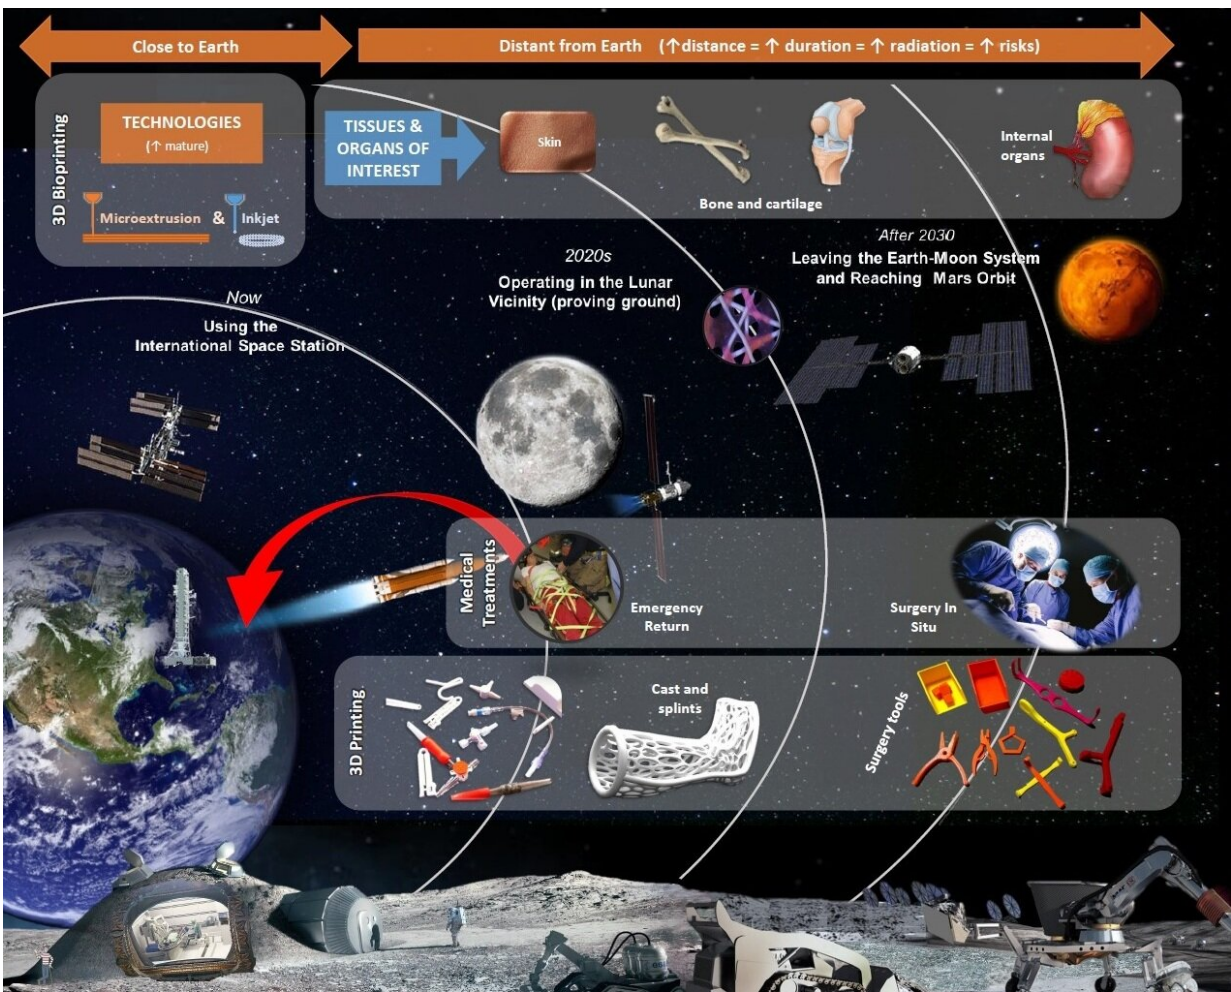 Close to Earth
Distant from Earth (↑ distance = ↑ duration = ↑ radiation = ↑ risks)
3D Bioprinting
TECHNOLOGIES
(↑ mature)
Microextrusion & Inkjet
TISSUES &
ORGANS OF
INTEREST
Skin
Bone and cartilage
Internal
organs
Now
Using the
International Space Station
2020s
Operating in the Lunar
Vicinity (proving ground)
After 2030
Leaving the Earth-Moon System
and Reaching Mars Orbit
Medical
Treatments
Emergency
Return
Surgery In
Situ
3D Printing
Cast and
splints
Surgery tools